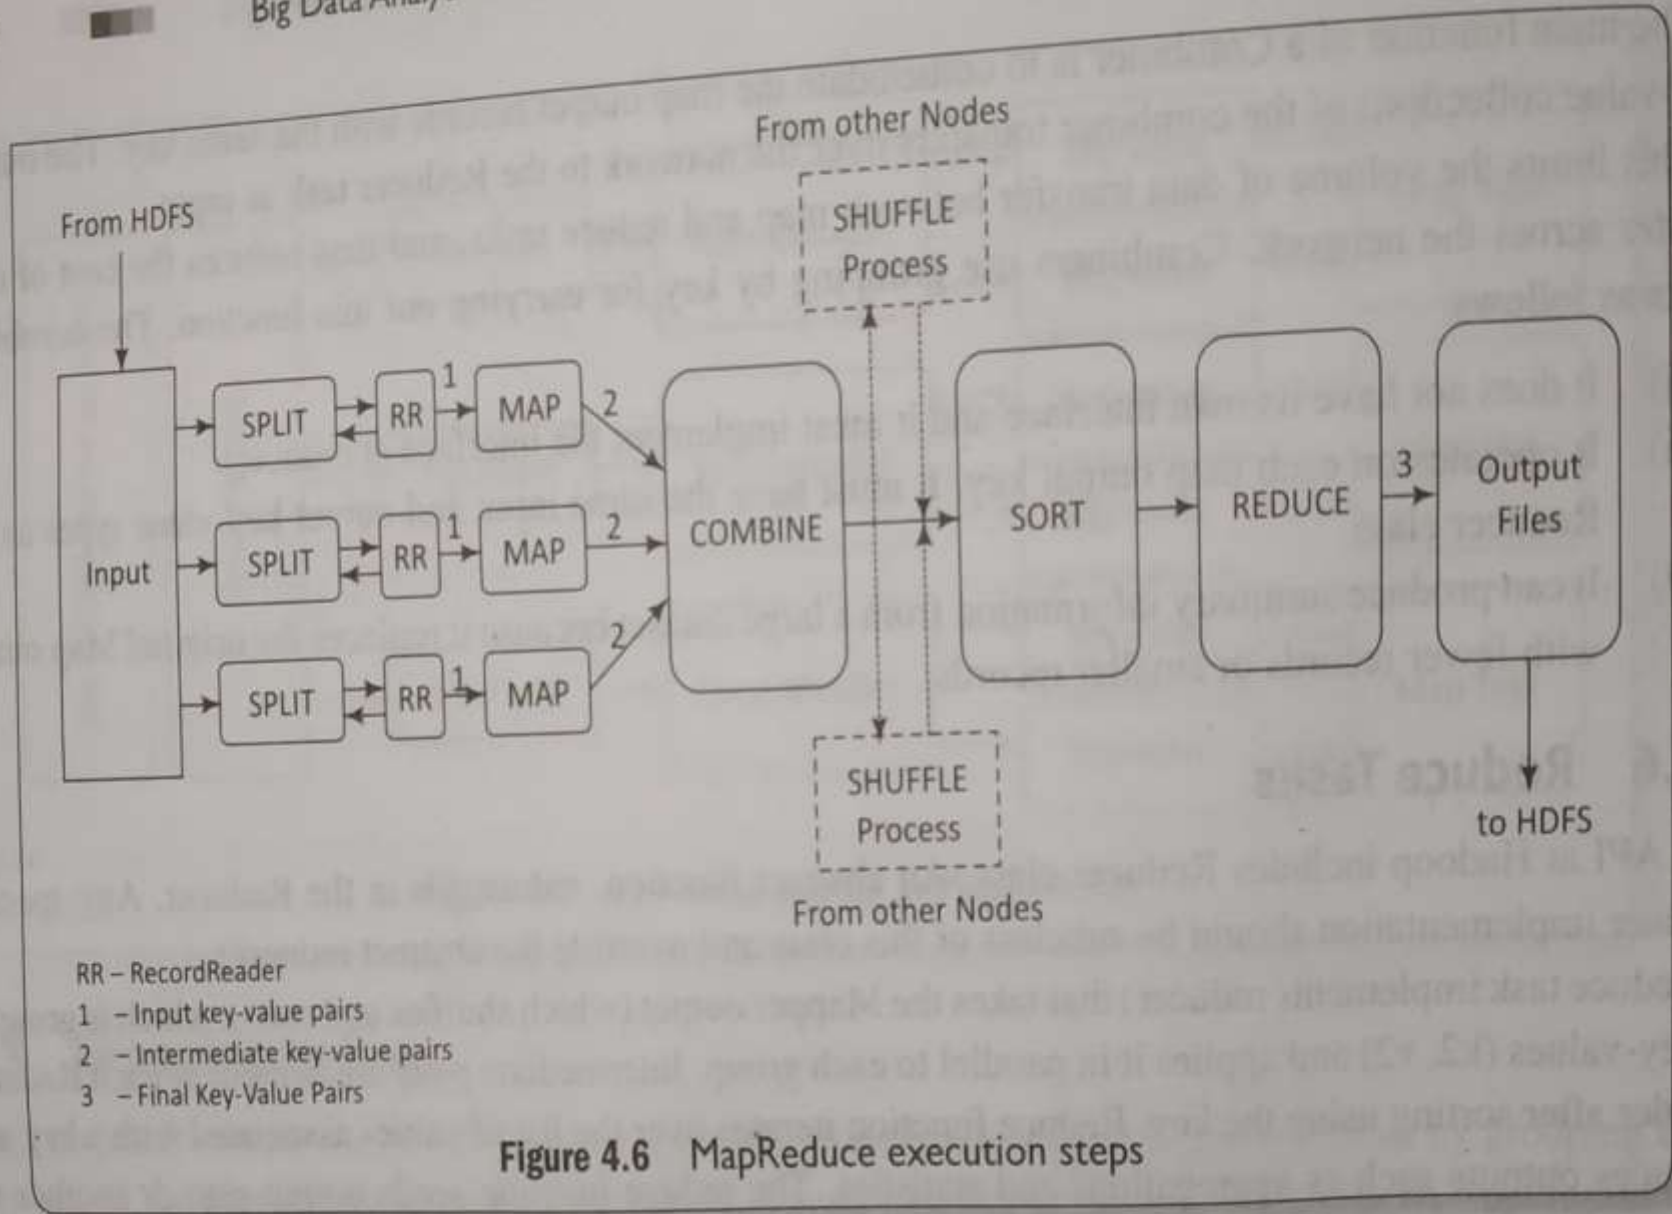 Big Data
From other Nodes
From HDFS
SHUFFLE
Process
Input
SPLIT
RR
1
MAP
2
SPLIT
RR
1
MAP
2
SPLIT
RR
1
MAP
2
COMBINE
SORT
REDUCE
3
Output
Files
SHUFFLE
Process
to HDFS
From other Nodes
RR – RecordReader
1 – Input key-value pairs
2 – Intermediate key-value pairs
3 – Final Key-Value Pairs
Figure 4.6 MapReduce execution steps